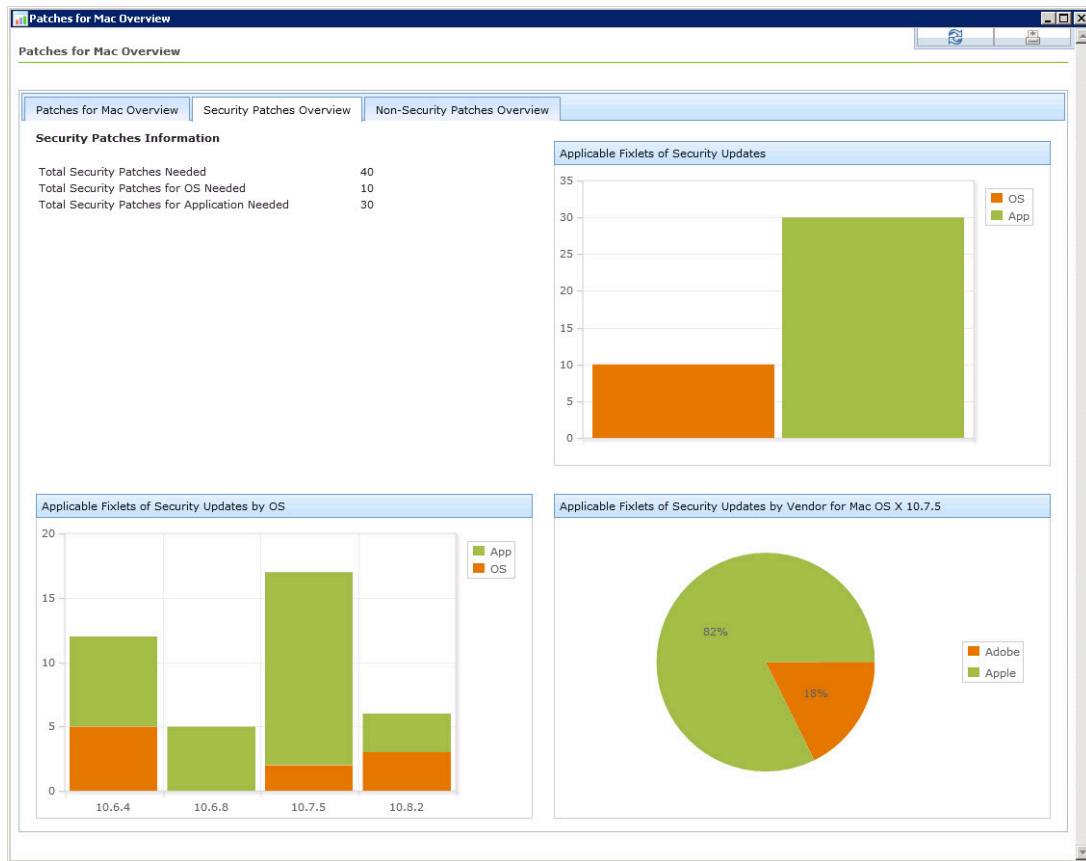 Patches for Mac Overview
Patches for Mac Overview
Patches for Mac Overview Security Patches Overview Non-Security Patches Overview
Security Patches Information
Total Security Patches Needed 40
Total Security Patches for OS Needed 10
Total Security Patches for Application Needed 30
Applicable Fixlets of Security Updates
35
30
25
20
15
10
5
0
OS
App
Applicable Fixlets of Security Updates by OS
20
15
10
5
0
10.6.4 10.6.8 10.7.5 10.8.2
App
OS
Applicable Fixlets of Security Updates by Vendor for Mac OS X 10.7.5
82%
18%
Adobe
Apple